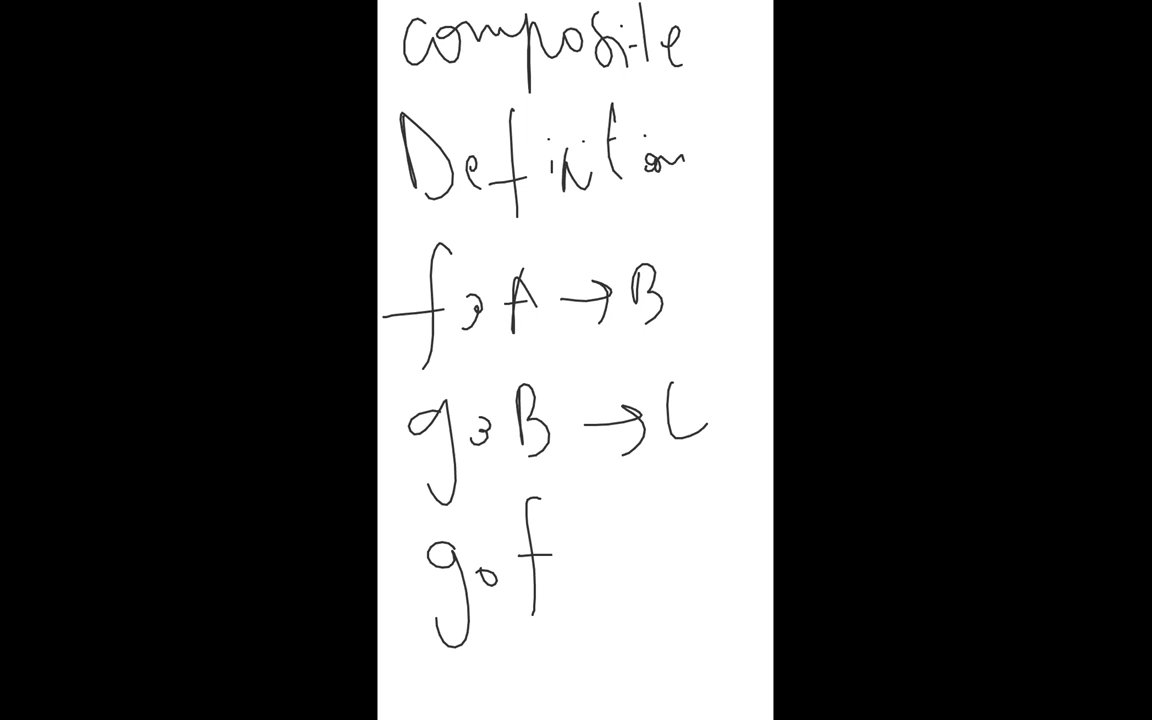 composite
Definition
f: A → B
g: B → C
g∘f